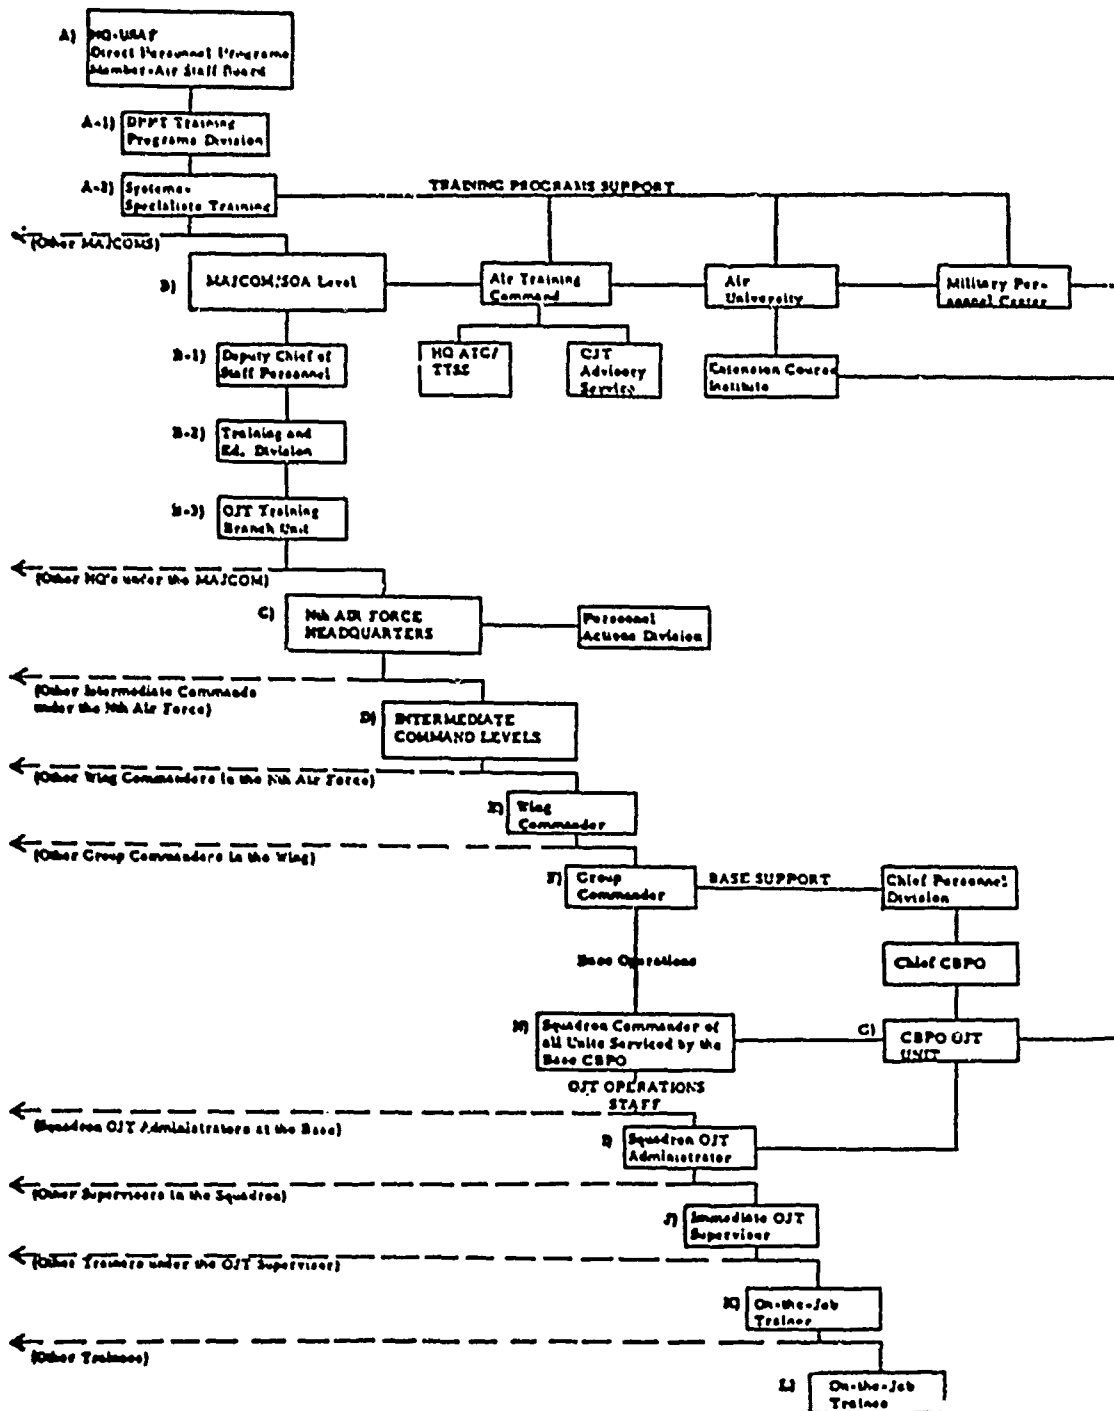 A) HQ-USAF
Direct Personnel Programs
Member-Air Staff Board
A-1) DPPT Training
Programs Division
A-2) Systems-
Specialists Training
TRAINING PROGRAMS SUPPORT
(Other MAJCOMS)
B) MAJCOM/SOA Level
Air Training
Command
Air
University
Military Per-
sonnel Center
HQ ATC/
TTSE
OJT
Advisory
Service
Extension Course
Institute
B-1) Deputy Chief of
Staff Personnel
B-2) Training and
Ed. Division
B-3) OJT Training
Branch Unit
(Other HQ's under the MAJCOM)
C) Nth AIR FORCE
HEADQUARTERS
Personnel
Actions Division
(Other Intermediate Commands
under the Nth Air Force)
D) INTERMEDIATE
COMMAND LEVELS
(Other Wing Commanders in the Nth Air Force)
E) Wing
Commander
(Other Group Commanders in the Wing)
F) Group
Commander
BASE SUPPORT
Chief Personnel
Division
Base Operations
Chief CBPO
H) Squadron Commander of
all Units Serviced by the
Base CBPO
G) CBPO OJT
UNIT
OJT OPERATIONS
STAFF
(Squadron OJT Administrators at the Base)
I) Squadron OJT
Administrator
(Other Supervisors in the Squadron)
J) Immediate OJT
Supervisor
(Other Trainers under the OJT Supervisor)
K) On-the-Job
Trainer
(Other Trainees)
L) On-the-Job
Trainee